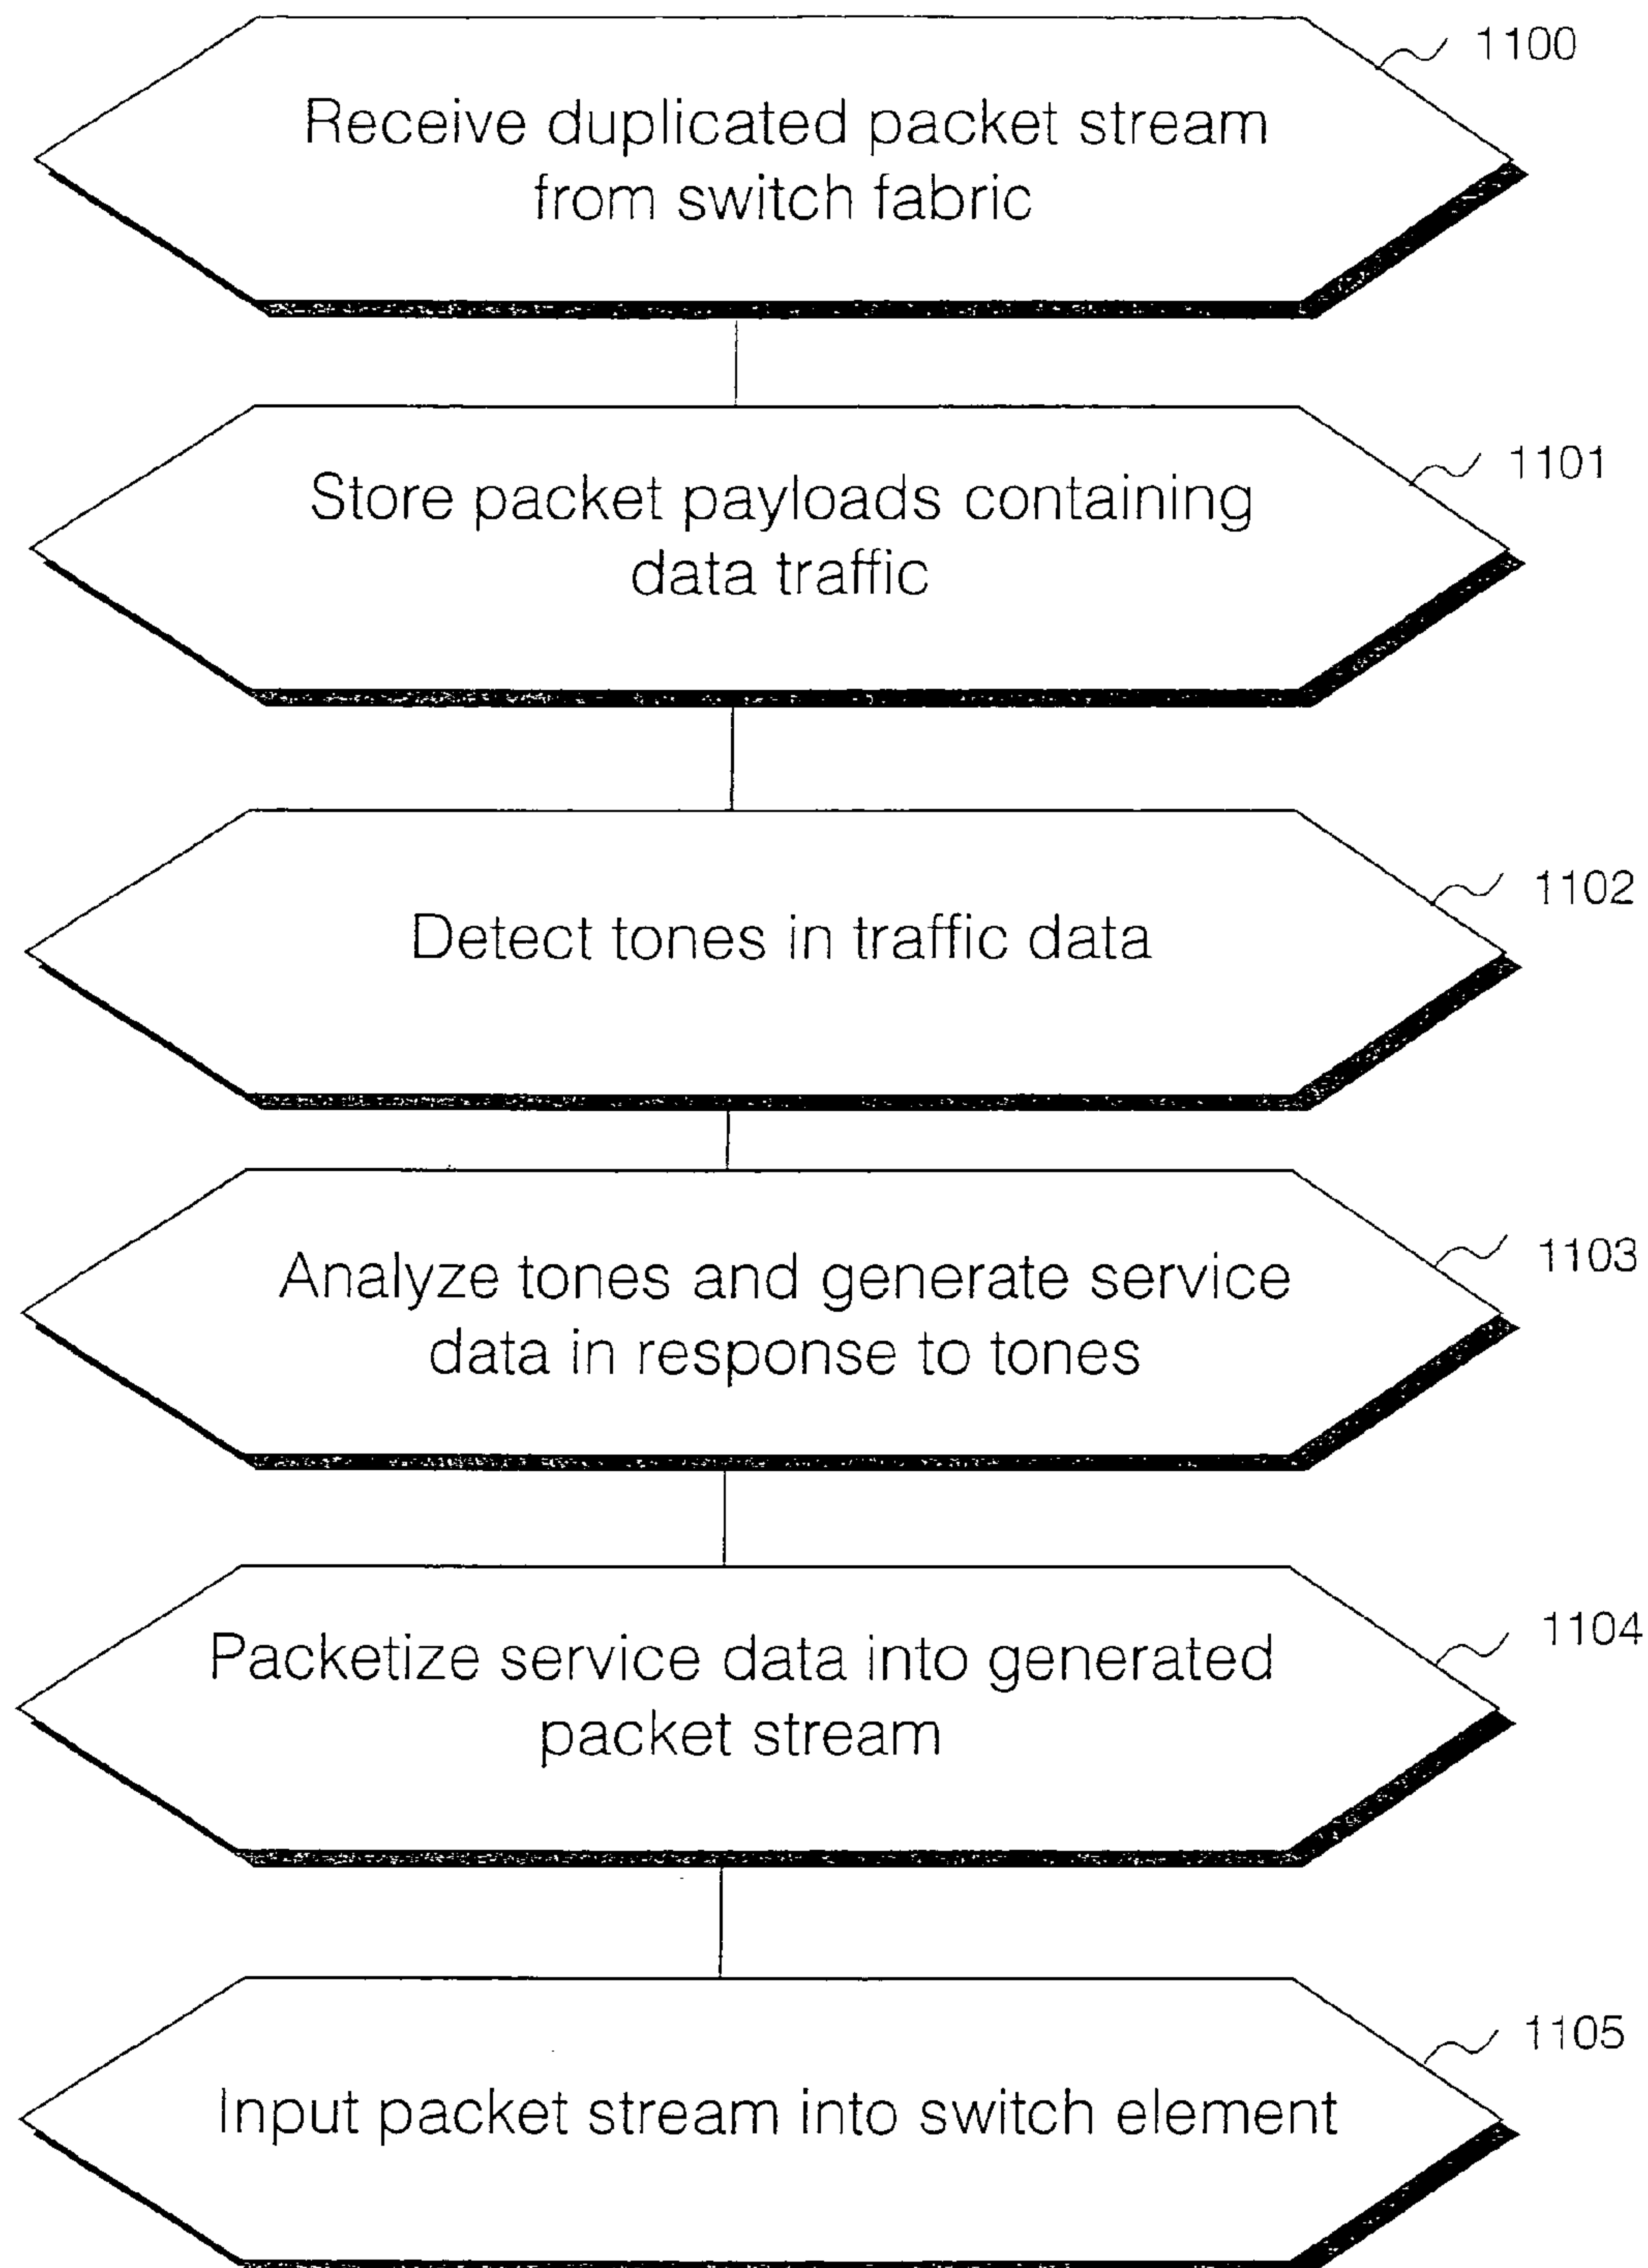 1100
Receive duplicated packet stream
from switch fabric
1101
Store packet payloads containing
data traffic
1102
Detect tones in traffic data
1103
Analyze tones and generate service
data in response to tones
1104
Packetize service data into generated
packet stream
1105
Input packet stream into switch element